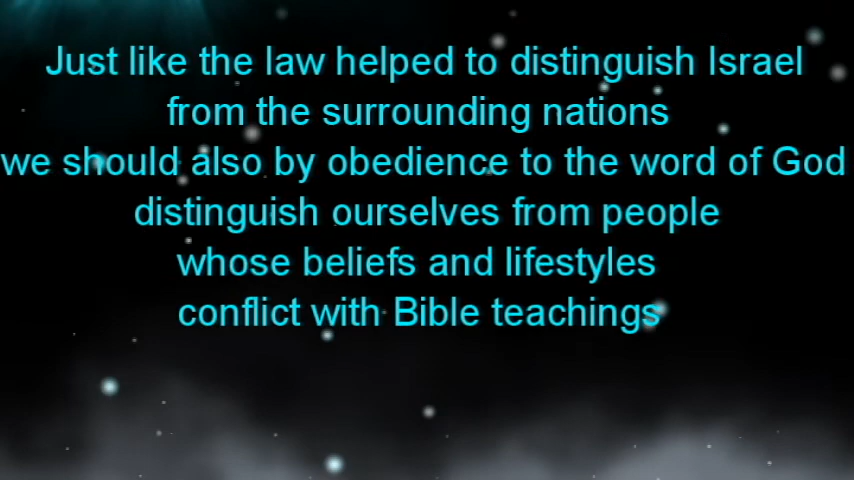 Just like the law helped to distinguish Israel
from the surrounding nations
we should also by obedience to the word of God
distinguish ourselves from people
whose beliefs and lifestyles
conflict with Bible teachings